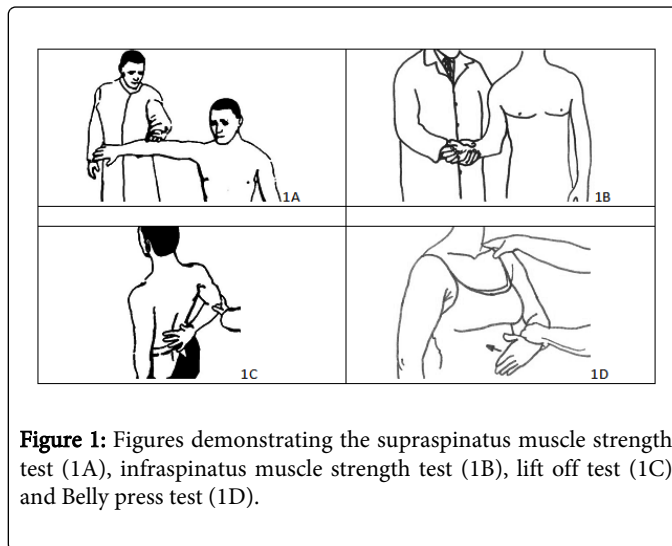 1A
1B
1C
1D
Figure 1: Figures demonstrating the supraspinatus muscle strength
test (1A), infraspinatus muscle strength test (1B), lift off test (1C)
and Belly press test (1D).